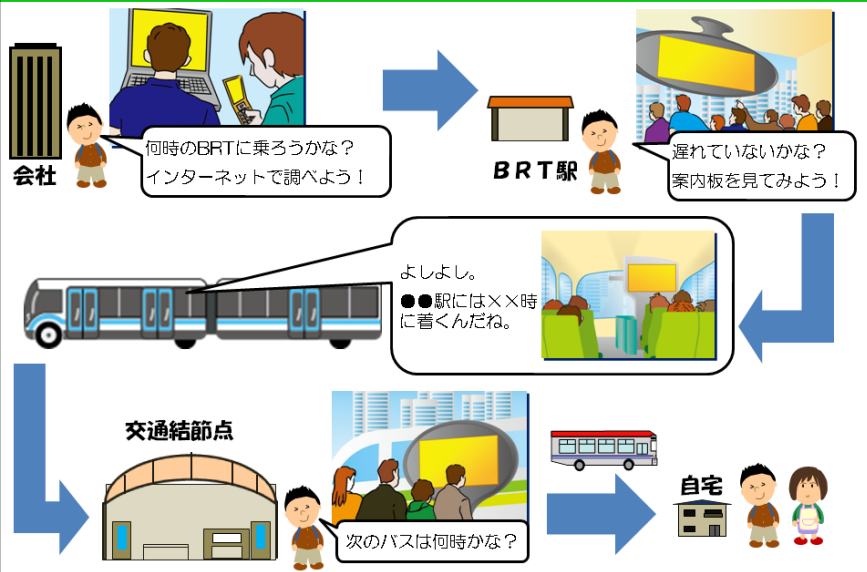 会社
何時のBRTに乗ろうかな？
インターネットで調べよう！
BRT駅
遅れていないかな？
案内板を見てみよう！
よしよし。
●●駅には××時
に着くんだね。
交通結節点
次のバスは何時かな？
自宅